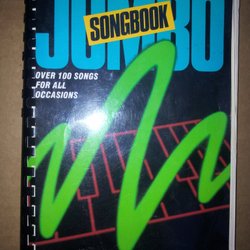 JUMBO
SONGBOOK
OVER 100 SONGS
FOR ALL
OCCASIONS